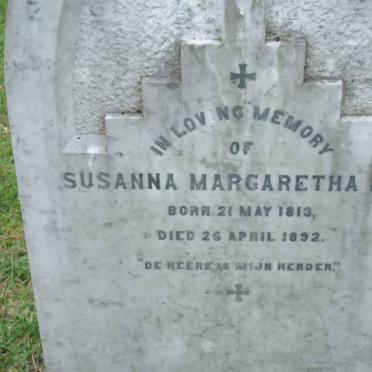 IN LOVING MEMORY
OF
SUSANNA MARGARETHA
BORN 21 MAY 1813,
DIED 26 APRIL 1892.
"DE HEERE IS MIJN HERDER."